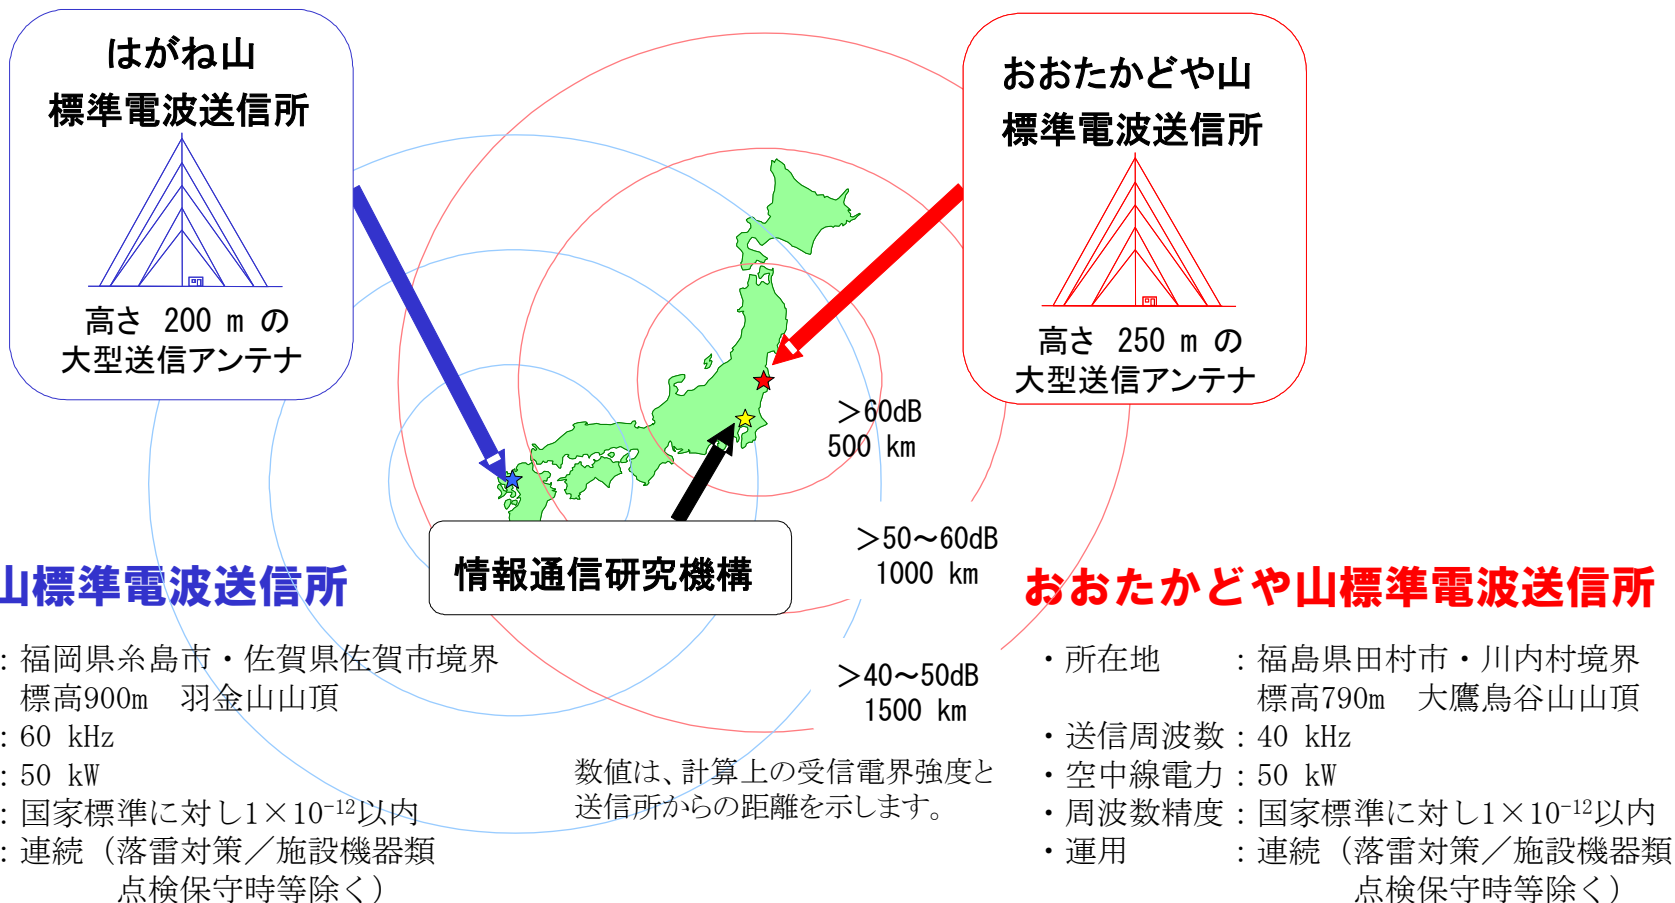 はがね山
標準電波送信所
高さ 200 m の
大型送信アンテナ
おおたかどや山
標準電波送信所
高さ 250 m の
大型送信アンテナ
>60dB
500 km
>50～60dB
1000 km
>40～50dB
1500 km
情報通信研究機構
数値は、計算上の受信電界強度と
送信所からの距離を示します。
山標準電波送信所
：福岡県糸島市・佐賀県佐賀市境界
標高900m 羽金山山頂
：60 kHz
：50 kW
：国家標準に対し1×10⁻¹²以内
：連続（落雷対策／施設機器類
点検保守時等除く）
おおたかどや山標準電波送信所
・所在地 ：福島県田村市・川内村境界
標高790m 大鷹鳥谷山山頂
・送信周波数：40 kHz
・空中線電力：50 kW
・周波数精度：国家標準に対し1×10⁻¹²以内
・運用 ：連続（落雷対策／施設機器類
点検保守時等除く）